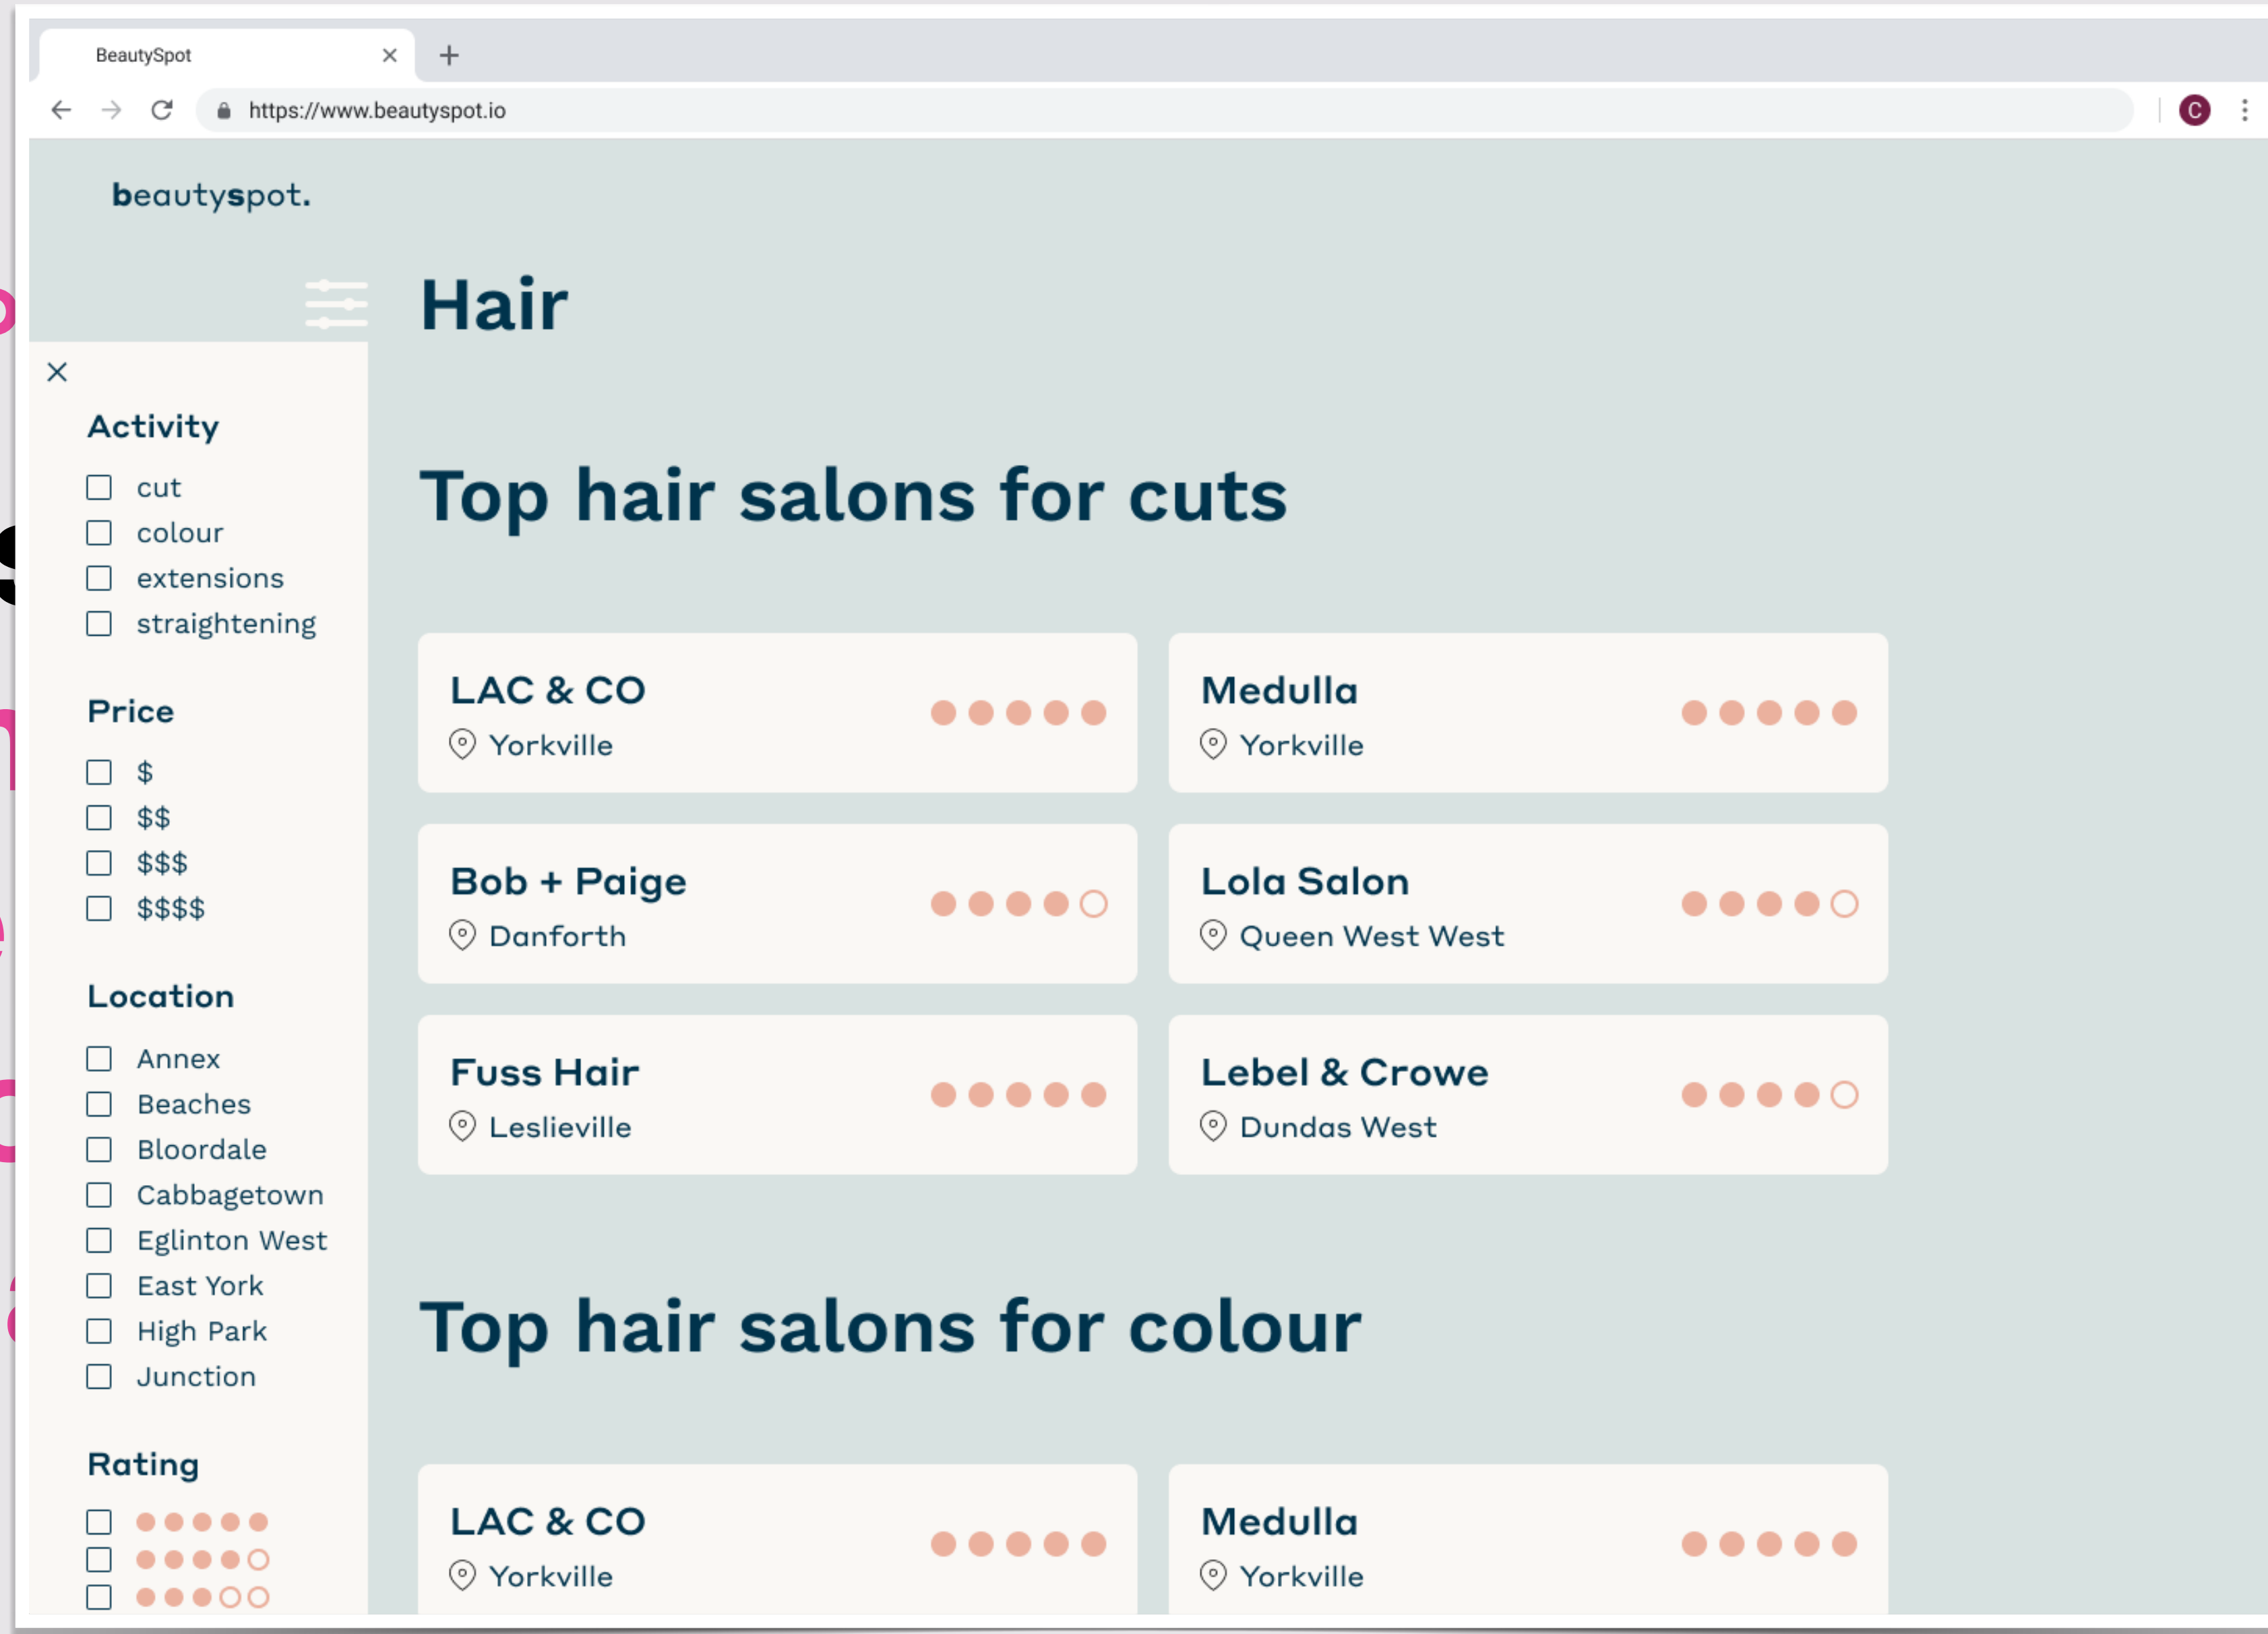 BeautySpot
https://www.beautyspot.io
C
beautyspot.
Hair
Activity
cut
colour
extensions
straightening
Price
$
$$
$$$
$$$$
Location
Annex
Beaches
Bloordale
Cabbagetown
Eglinton West
East York
High Park
Junction
Rating
Top hair salons for cuts
LAC & CO
Yorkville
Medulla
Yorkville
Bob + Paige
Danforth
Lola Salon
Queen West West
Fuss Hair
Leslieville
Lebel & Crowe
Dundas West
Top hair salons for colour
LAC & CO
Yorkville
Medulla
Yorkville